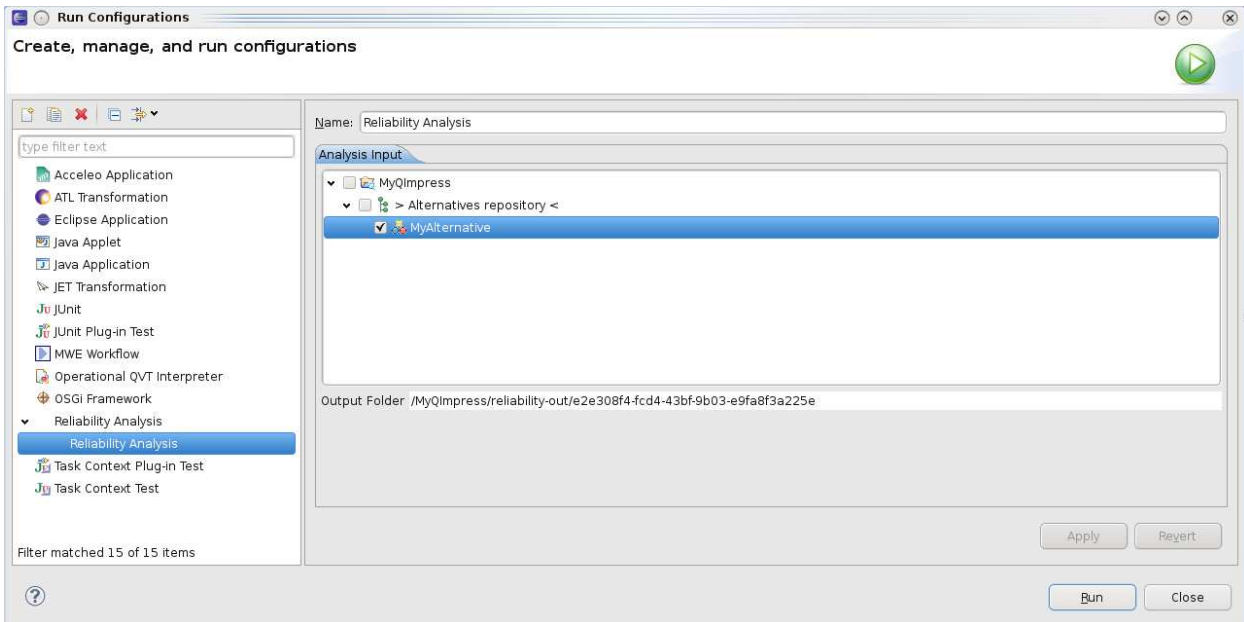 Run Configurations
Create, manage, and run configurations
type filter text
Acceleo Application
ATL Transformation
Eclipse Application
Java Applet
Java Application
JET Transformation
JUnit
JUnit Plug-in Test
MWE Workflow
Operational QVT Interpreter
OSGi Framework
Reliability Analysis
Reliability Analysis
Task Context Plug-in Test
Task Context Test
Filter matched 15 of 15 items
Name: Reliability Analysis
Analysis Input
MyQImpress
> Alternatives repository <
MyAlternative
Output Folder /MyQImpress/reliability-out/e2e308f4-fcd4-43bf-9b03-e9fa8f3a225e
Apply Revert
Run Close